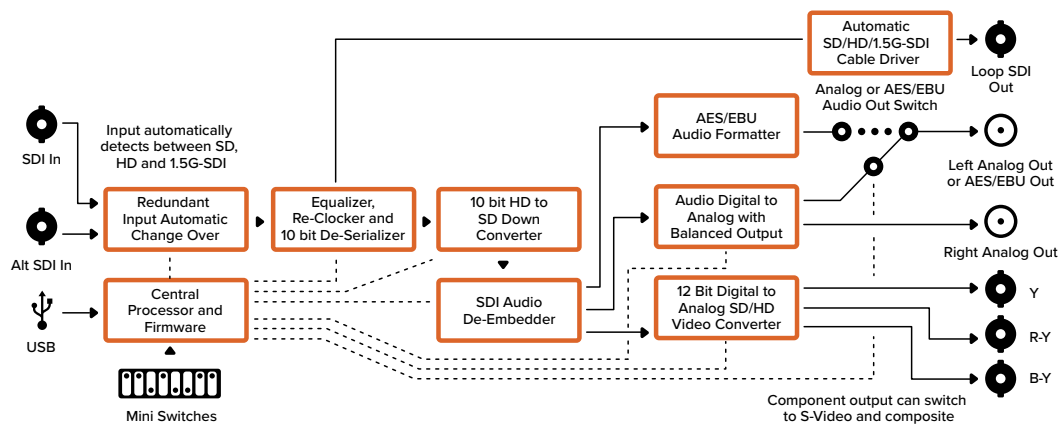 Automatic
SD/HD/1.5G-SDI
Cable Driver
Loop SDI
Out
Analog or AES/EBU
Audio Out Switch
SDI In
Input automatically
detects between SD,
HD and 1.5G-SDI
AES/EBU
Audio Formatter
Left Analog Out
or AES/EBU Out
Alt SDI In
Redundant
Input Automatic
Change Over
Equalizer,
Re-Clocker and
10 bit De-Serializer
10 bit HD to
SD Down
Converter
Audio Digital to
Analog with
Balanced Output
Right Analog Out
USB
Central
Processor and
Firmware
SDI Audio
De-Embedder
12 Bit Digital to
Analog SD/HD
Video Converter
Y
R-Y
B-Y
Mini Switches
Component output can switch
to S-Video and composite